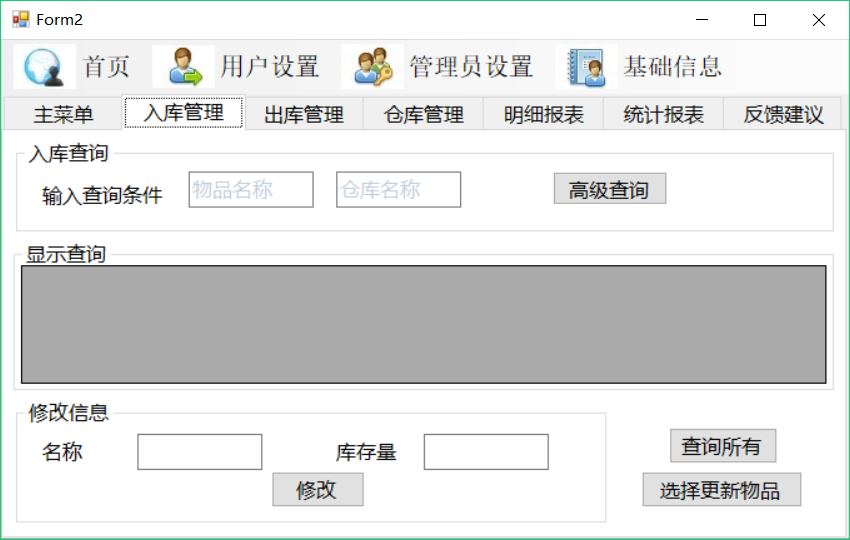 Form2
首页 用户设置 管理员设置 基础信息
主菜单 入库管理 出库管理 仓库管理 明细报表 统计报表 反馈建议
入库查询
输入查询条件 物品名称 仓库名称 高级查询
显示查询
修改信息
名称 库存量 查询所有
修改 选择更新物品